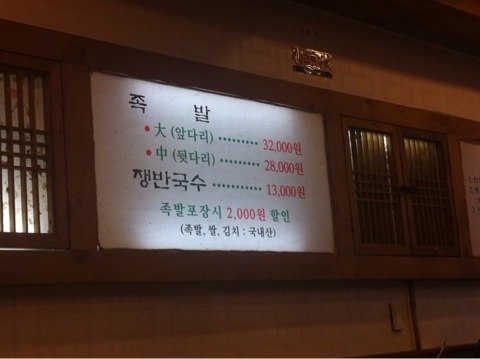 족 발
• 大 (앞다리) ·········· 32,000원
• 中 (뒷다리) ·········· 28,000원
쟁반국수 ············ 13,000원
족발포장시 2,000원 할인
(족발,쌀,김치 : 국내산)